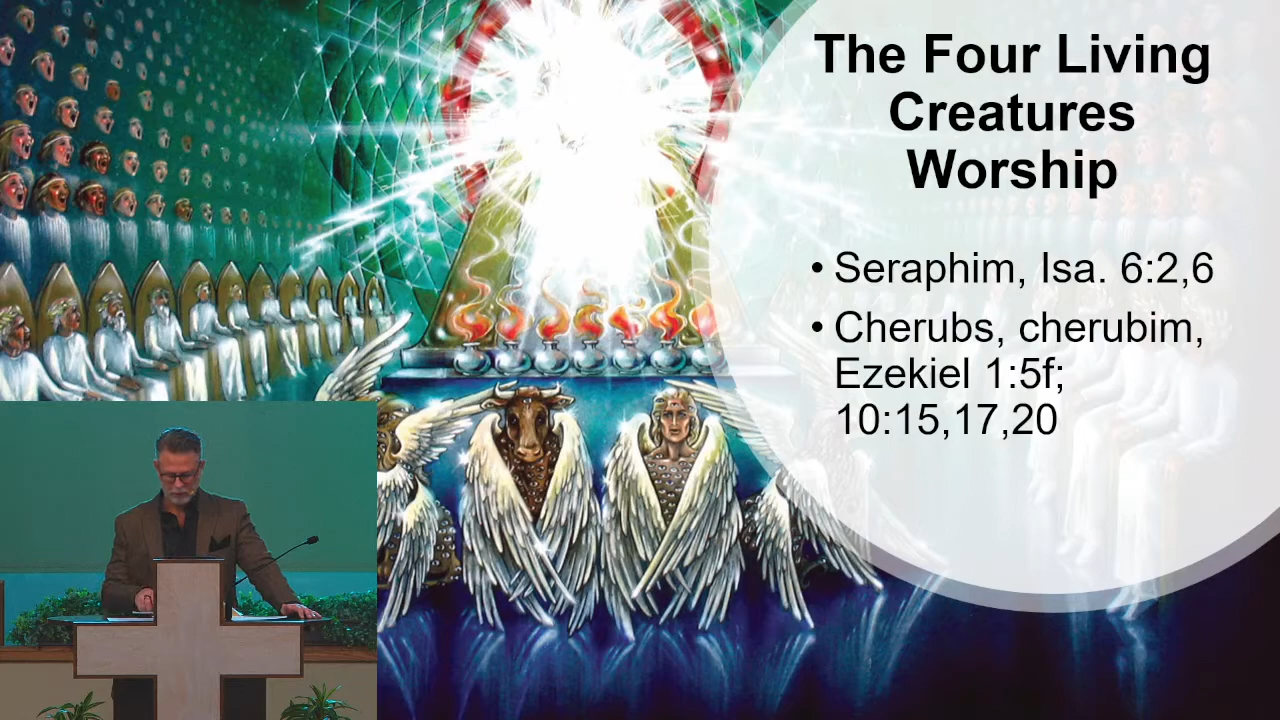 The Four Living
Creatures
Worship
• Seraphim, Isa. 6:2,6
• Cherubs, cherubim,
Ezekiel 1:5f;
10:15,17,20